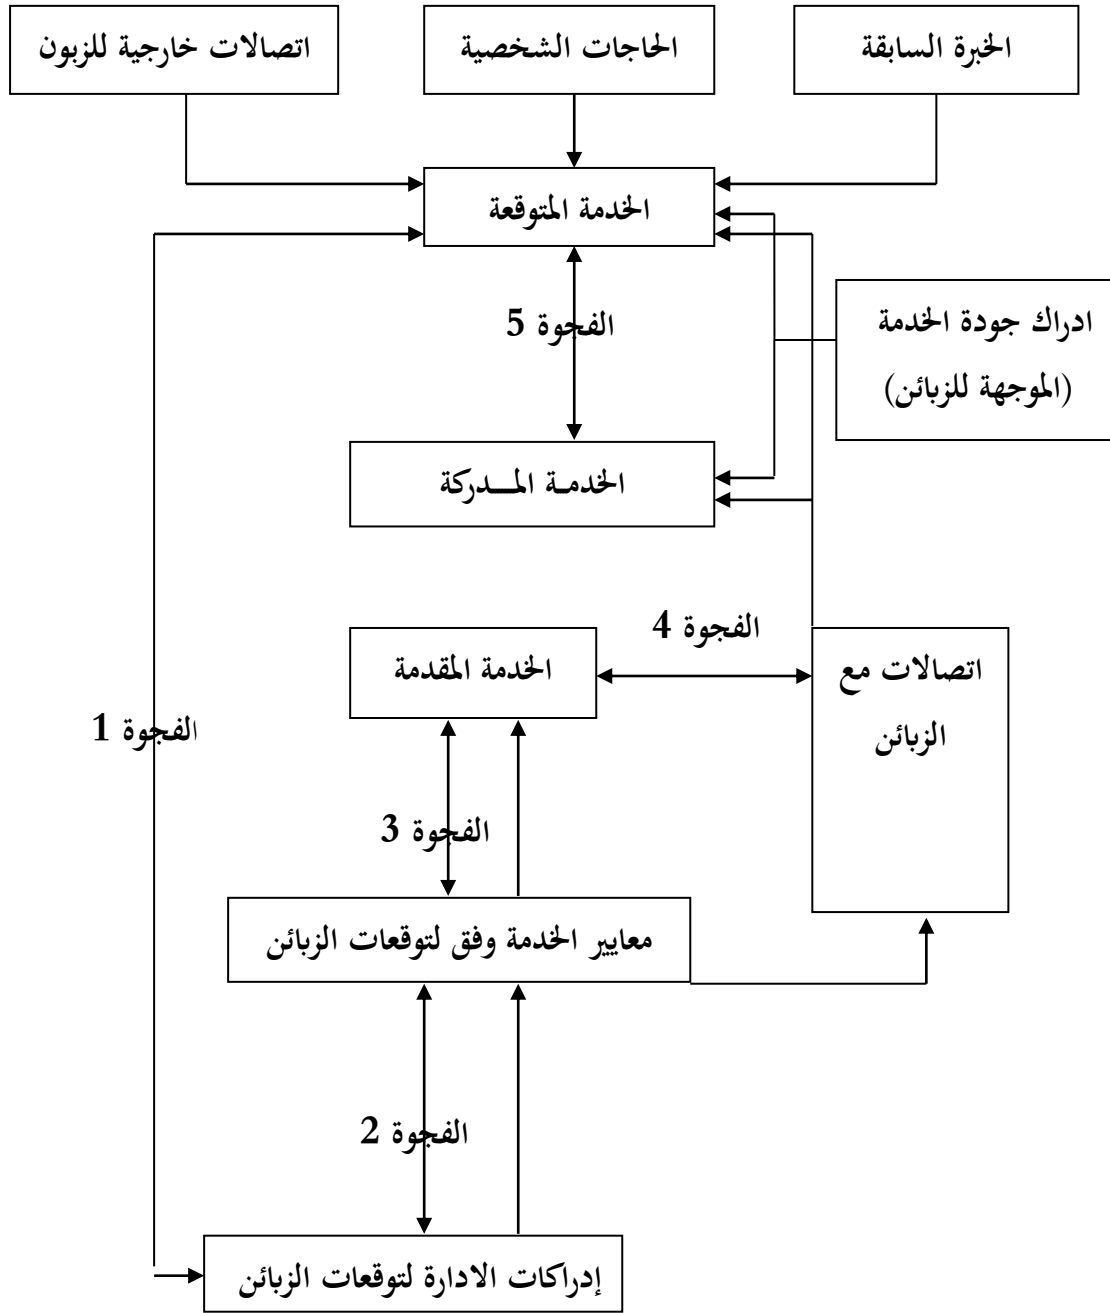 الخبرة السابقة
الحاجات الشخصية
اتصالات خارجية للزبون
الخدمة المتوقعة
ادراك جودة الخدمة
(الموجهة للزبائن)
الفجوة 5
الخدمـة المـــدركة
الفجوة 4
اتصالات مع
الزبائن
الخدمة المقدمة
الفجوة 1
الفجوة 3
معايير الخدمة وفق لتوقعات الزبائن
الفجوة 2
إدراكات الادارة لتوقعات الزبائن